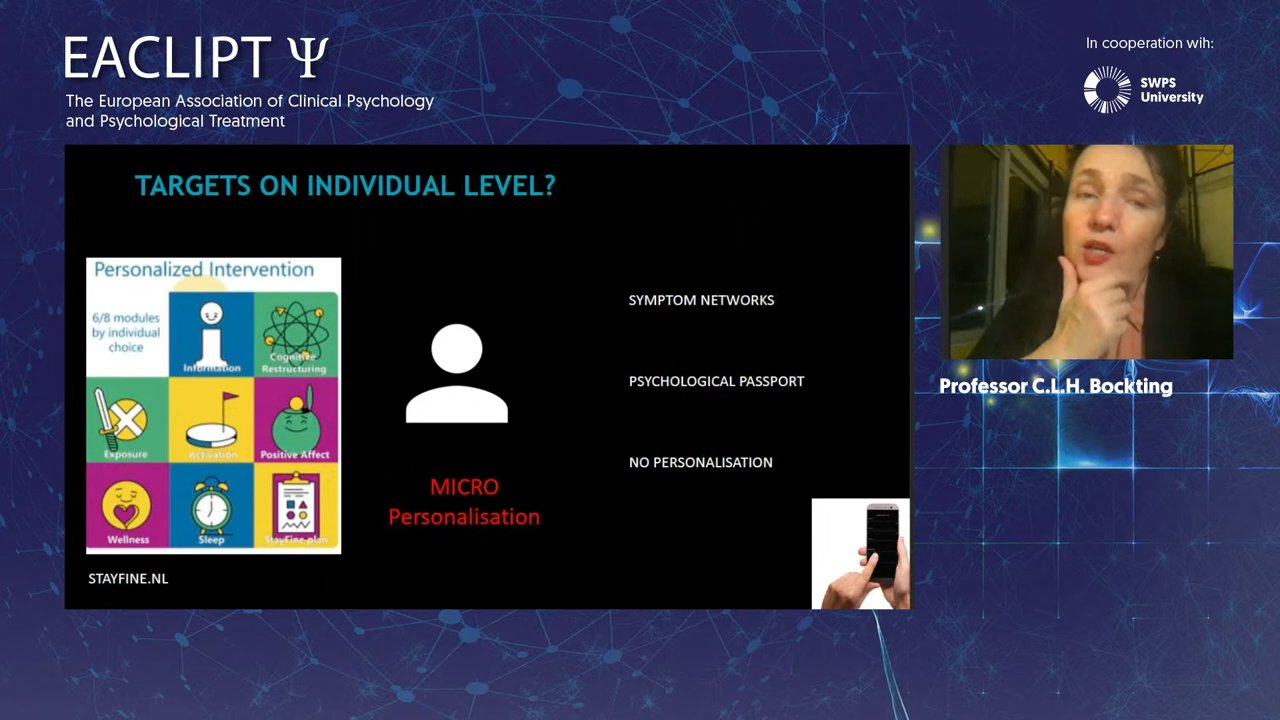 EACLIPT Ψ
The European Association of Clinical Psychology
and Psychological Treatment
In cooperation wih:
SWPS
University
TARGETS ON INDIVIDUAL LEVEL?
Personalized Intervention
6/8 modules
by individual
choice
Information
Cognitive
Restructuring
Exposure
Activation
Positive Affect
Wellness
Sleep
StayFine-plan
STAYFINE.NL
MICRO
Personalisation
SYMPTOM NETWORKS
PSYCHOLOGICAL PASSPORT
NO PERSONALISATION
Professor C.L.H. Bockting